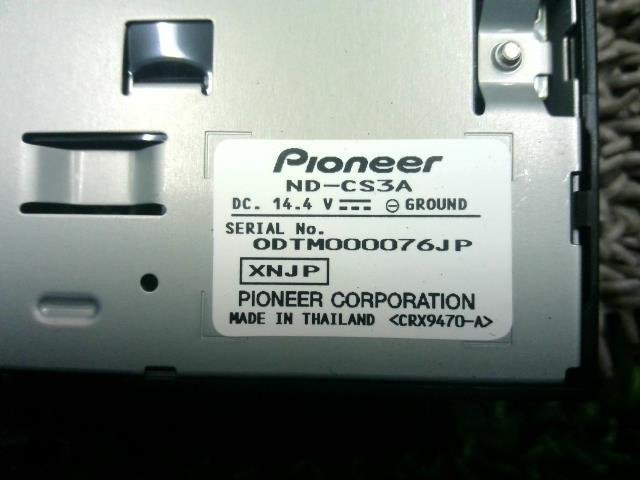 Pioneer
ND-CS3A
DC. 14.4 V ⎓ ⊖ GROUND
SERIAL No.
ODTM000076JP
XNJP
PIONEER CORPORATION
MADE IN THAILAND <CRX9470-A>